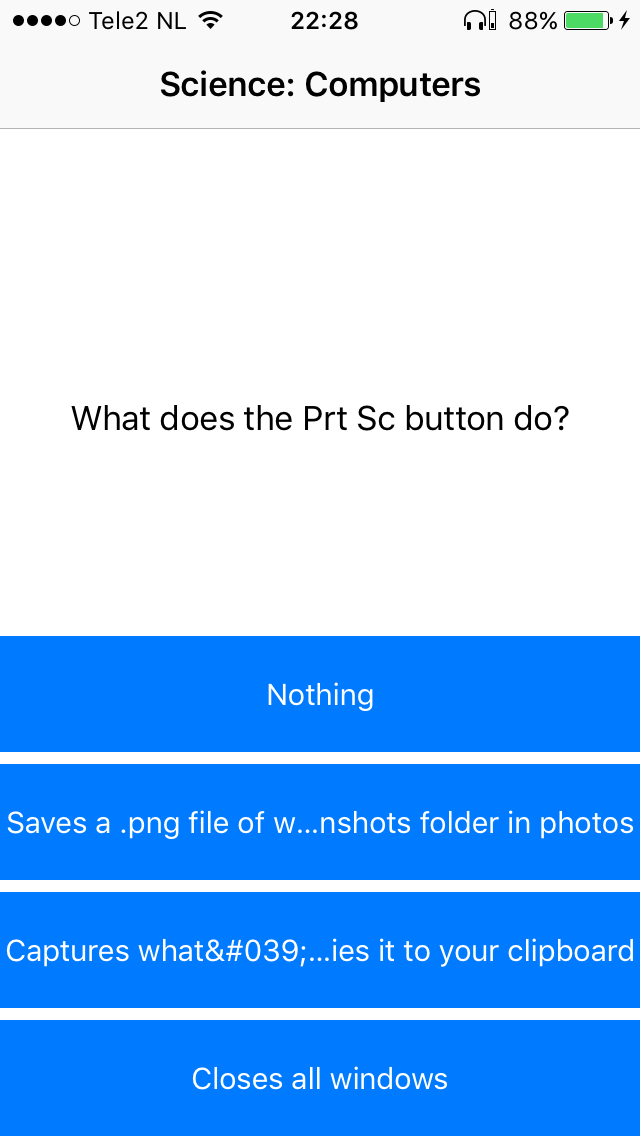 Tele2 NL 22:28 88%
Science: Computers
What does the Prt Sc button do?
Nothing
Saves a .png file of w...nshots folder in photos
Captures what&#039;...ies it to your clipboard
Closes all windows